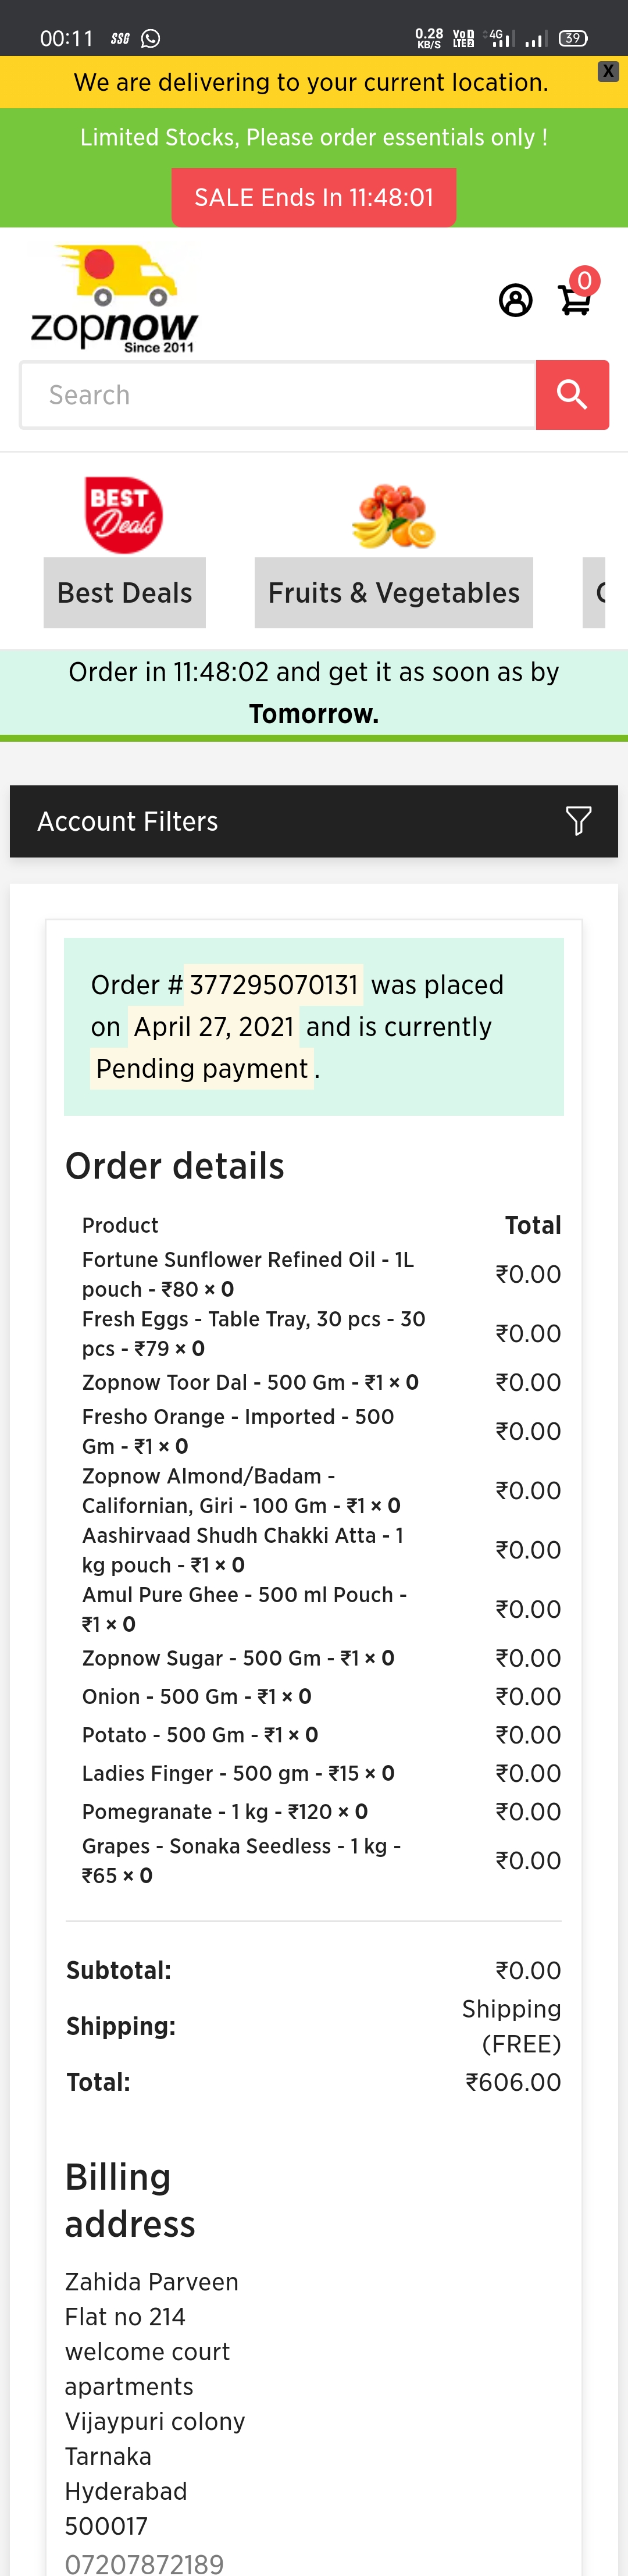 00:11 SSG 0.28 KB/S VoD LTE2 4G 39
We are delivering to your current location. X
Limited Stocks, Please order essentials only !
SALE Ends In 11:48:01
zopnow
Since 2011
0
Search
BEST
Deals
Best Deals Fruits & Vegetables
Order in 11:48:02 and get it as soon as by
Tomorrow.
Account Filters
Order # 377295070131 was placed
on April 27, 2021 and is currently
Pending payment .
Order details
Product Total
Fortune Sunflower Refined Oil - 1L
pouch - ₹80 × 0 ₹0.00
Fresh Eggs - Table Tray, 30 pcs - 30
pcs - ₹79 × 0 ₹0.00
Zopnow Toor Dal - 500 Gm - ₹1 × 0 ₹0.00
Fresho Orange - Imported - 500
Gm - ₹1 × 0 ₹0.00
Zopnow Almond/Badam -
Californian, Giri - 100 Gm - ₹1 × 0 ₹0.00
Aashirvaad Shudh Chakki Atta - 1
kg pouch - ₹1 × 0 ₹0.00
Amul Pure Ghee - 500 ml Pouch -
₹1 × 0 ₹0.00
Zopnow Sugar - 500 Gm - ₹1 × 0 ₹0.00
Onion - 500 Gm - ₹1 × 0 ₹0.00
Potato - 500 Gm - ₹1 × 0 ₹0.00
Ladies Finger - 500 gm - ₹15 × 0 ₹0.00
Pomegranate - 1 kg - ₹120 × 0 ₹0.00
Grapes - Sonaka Seedless - 1 kg -
₹65 × 0 ₹0.00
Subtotal: ₹0.00
Shipping: Shipping
(FREE)
Total: ₹606.00
Billing
address
Zahida Parveen
Flat no 214
welcome court
apartments
Vijaypuri colony
Tarnaka
Hyderabad
500017
07207872189